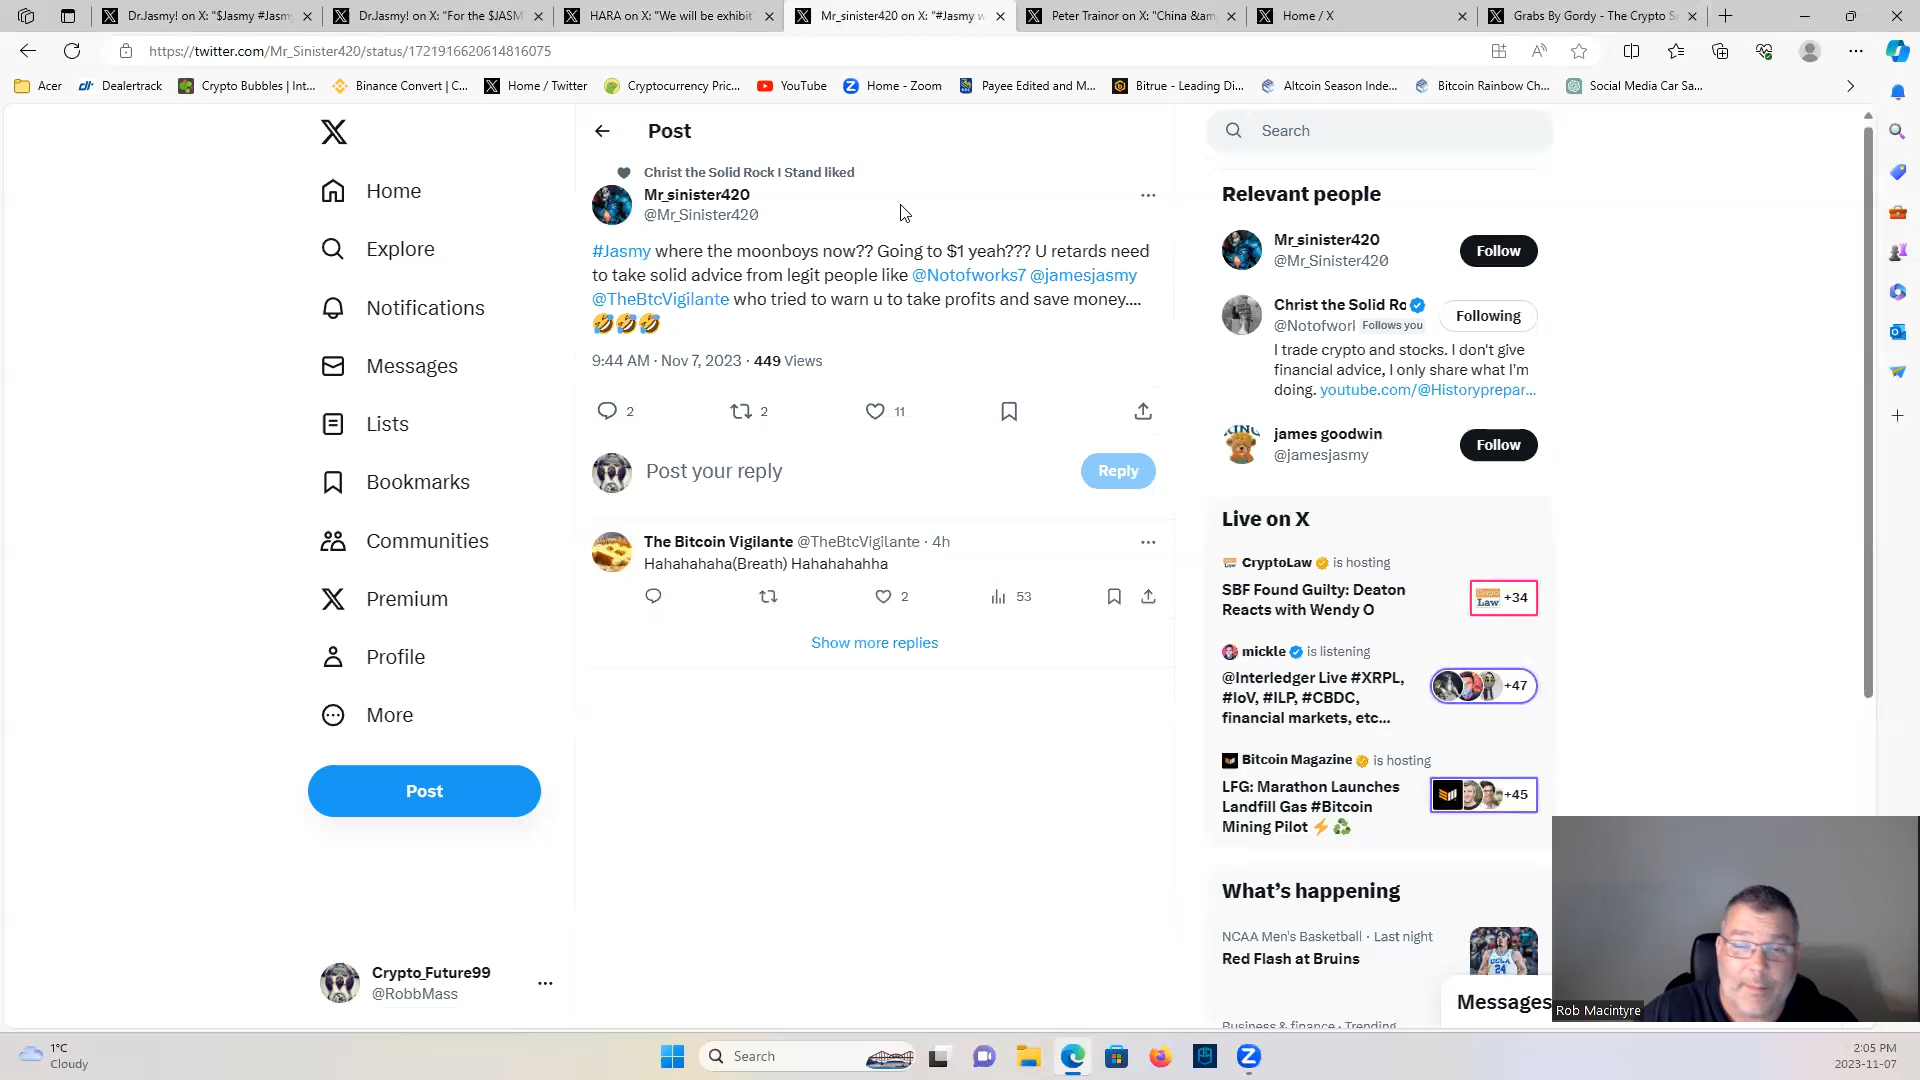 Dr.Jasmy! on X: "$Jasmy #Jasmy
Dr.Jasmy! on X: "For the $JASM
HARA on X: "We will be exhibit
Mr_sinister420 on X: "#Jasmy w
Peter Trainor on X: "China &am
Home / X
Grabs By Gordy - The Crypto S
https://twitter.com/Mr_Sinister420/status/1721916620614816075
Acer
Dealertrack
Crypto Bubbles | Int...
Binance Convert | C...
Home / Twitter
Cryptocurrency Pric...
YouTube
Home - Zoom
Payee Edited and M...
Bitrue - Leading Di...
Altcoin Season Inde...
Bitcoin Rainbow Ch...
Social Media Car Sa...
Home
Explore
Notifications
Messages
Lists
Bookmarks
Communities
Premium
Profile
More
Post
Crypto_Future99
@RobbMass
Post
Christ the Solid Rock I Stand liked
Mr_sinister420
@Mr_Sinister420
#Jasmy where the moonboys now?? Going to $1 yeah??? U retards need
to take solid advice from legit people like @Notofworks7 @jamesjasmy
@TheBtcVigilante who tried to warn u to take profits and save money....
🤣🤣🤣
9:44 AM · Nov 7, 2023 · 449 Views
2 2 11
Post your reply
Reply
The Bitcoin Vigilante @TheBtcVigilante · 4h
Hahahahaha(Breath) Hahahahahha
2 53
Show more replies
Search
Relevant people
Mr_sinister420
@Mr_Sinister420
Follow
Christ the Solid Ro
@Notofworl Follows you
Following
I trade crypto and stocks. I don't give
financial advice, I only share what I'm
doing. youtube.com/@Historyprepar...
james goodwin
@jamesjasmy
Follow
Live on X
CryptoLaw is hosting
SBF Found Guilty: Deaton
Reacts with Wendy O
Law +34
mickle is listening
@Interledger Live #XRPL,
#IoV, #ILP, #CBDC,
financial markets, etc...
+47
Bitcoin Magazine is hosting
LFG: Marathon Launches
Landfill Gas #Bitcoin
Mining Pilot ⚡♻️
+45
What's happening
NCAA Men's Basketball · Last night
Red Flash at Bruins
Business & finance · Trending
Messages
Rob Macintyre
1°C
Cloudy
Search
2:05 PM
2023-11-07